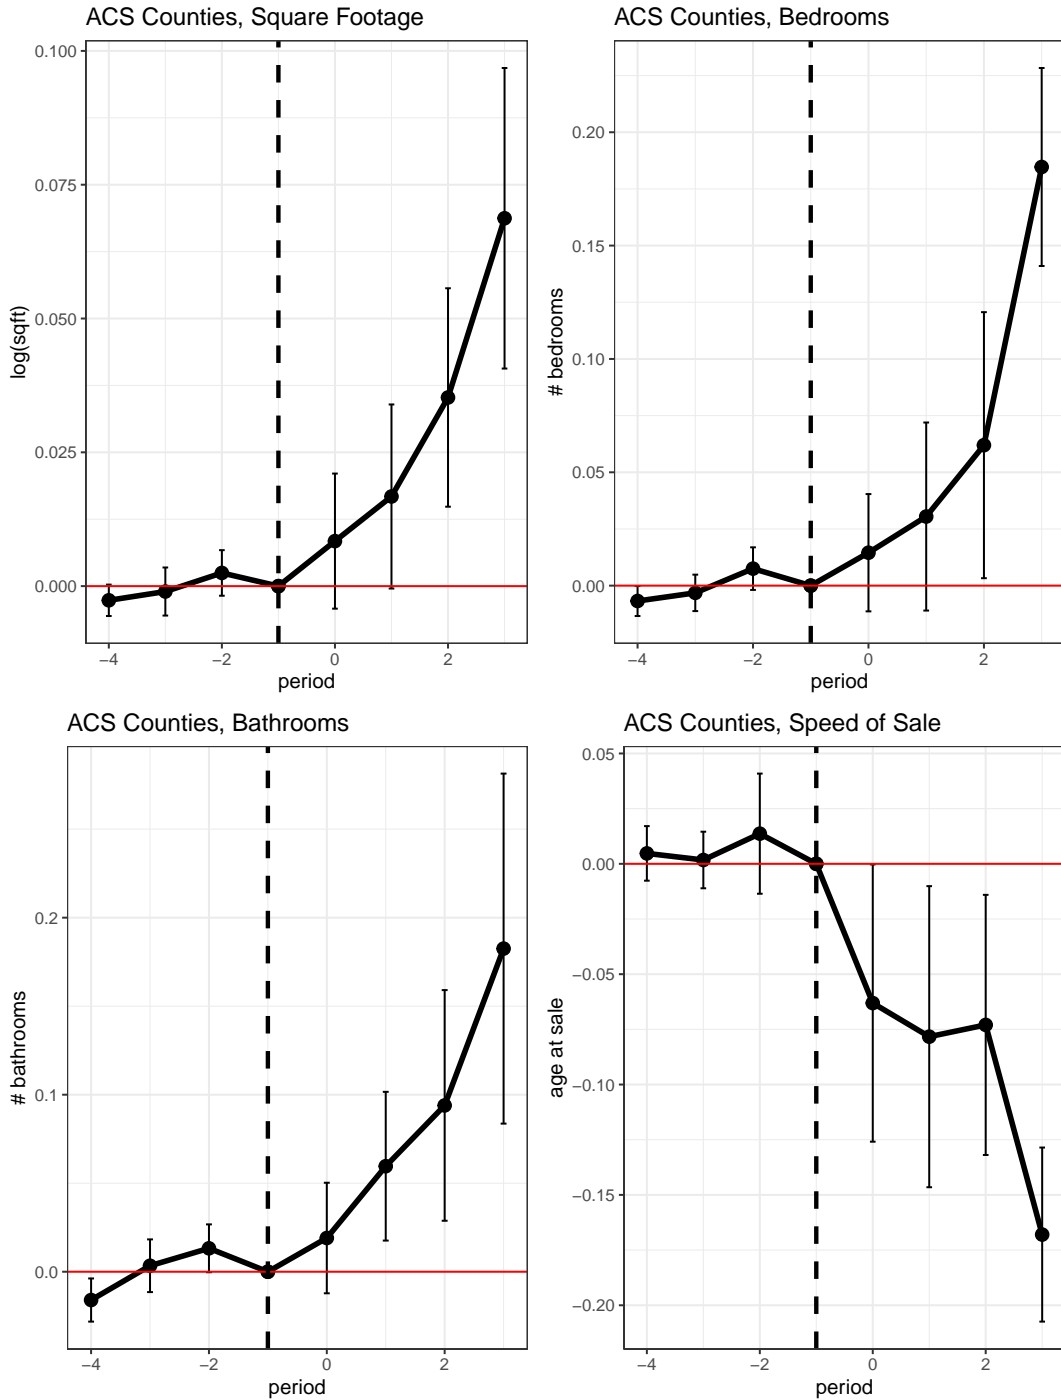 ACS Counties, Square Footage
0.100
0.075
0.050
0.025
0.000
log(sqft)
−4
−2
0
2
period
ACS Counties, Bedrooms
0.20
0.15
0.10
0.05
0.00
# bedrooms
−4
−2
0
2
period
ACS Counties, Bathrooms
0.2
0.1
0.0
# bathrooms
−4
−2
0
2
period
ACS Counties, Speed of Sale
0.05
0.00
−0.05
−0.10
−0.15
−0.20
age at sale
−4
−2
0
2
period